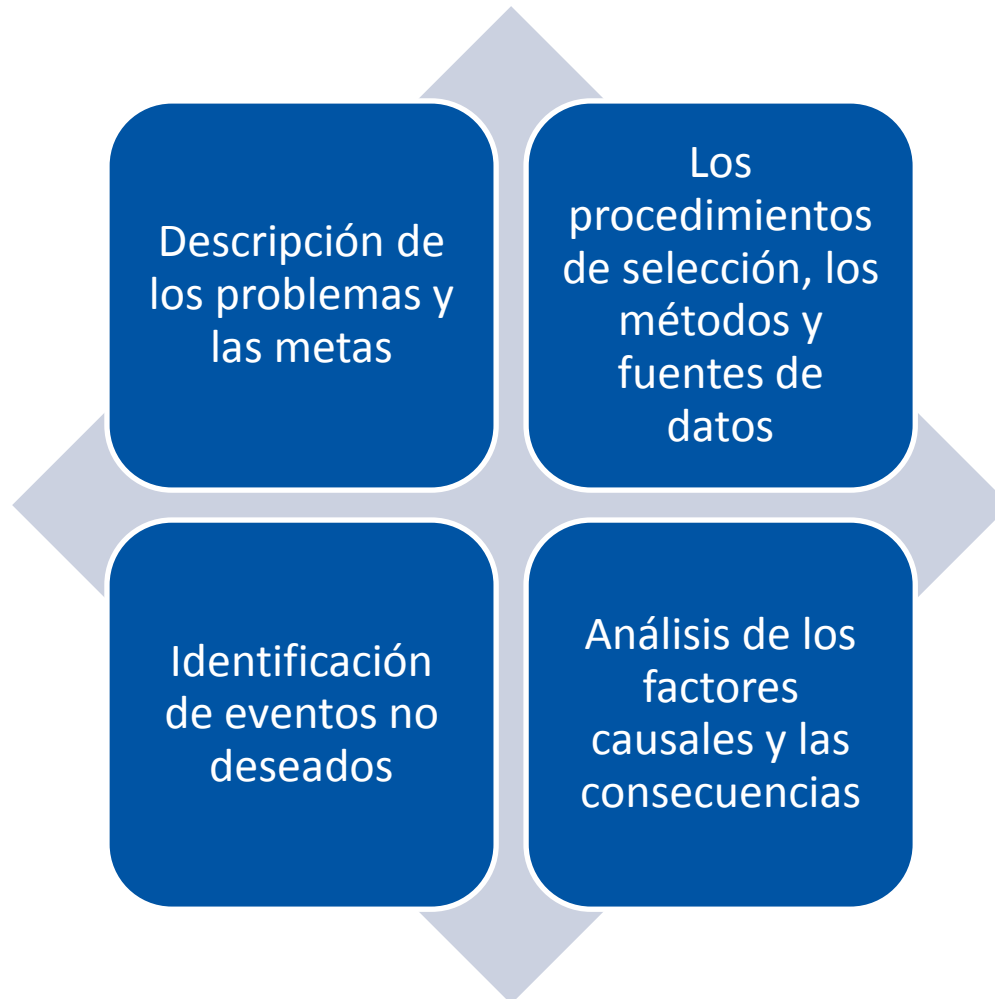 Descripción de
los problemas y
las metas
Los
procedimientos
de selección, los
métodos y
fuentes de
datos
Identificación
de eventos no
deseados
Análisis de los
factores
causales y las
consecuencias